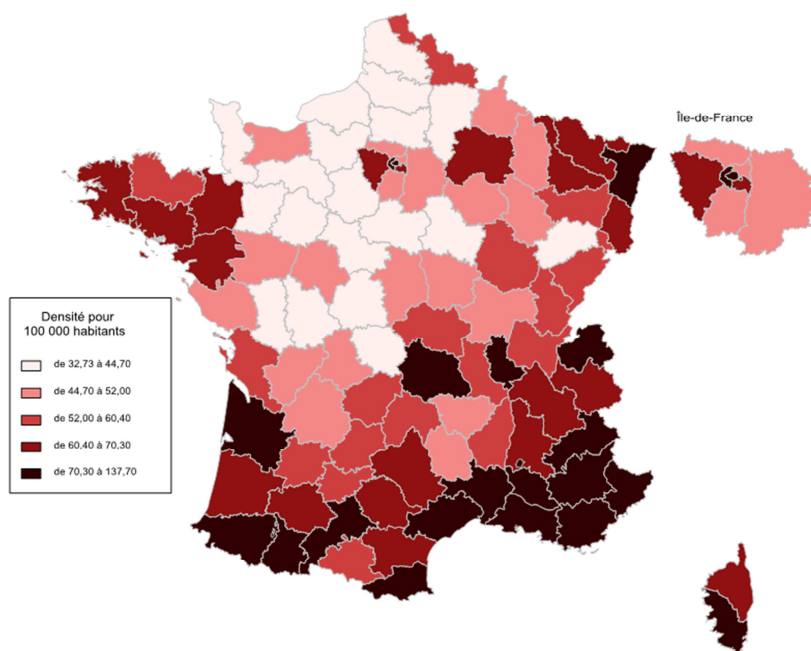 Île-de-France
Densité pour
100 000 habitants
de 32,73 à 44,70
de 44,70 à 52,00
de 52,00 à 60,40
de 60,40 à 70,30
de 70,30 à 137,70